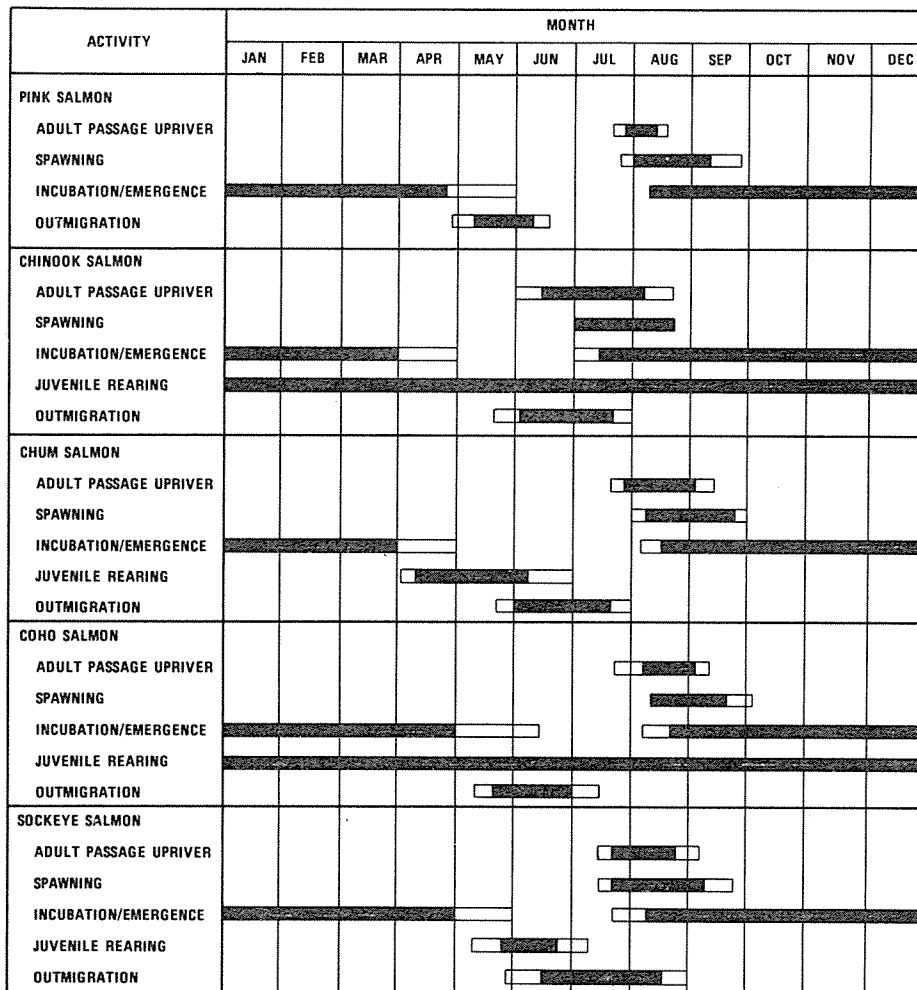 ACTIVITY
MONTH
JAN FEB MAR APR MAY JUN JUL AUG SEP OCT NOV DEC
PINK SALMON
ADULT PASSAGE UPRIVER
SPAWNING
INCUBATION/EMERGENCE
OUTMIGRATION
CHINOOK SALMON
ADULT PASSAGE UPRIVER
SPAWNING
INCUBATION/EMERGENCE
JUVENILE REARING
OUTMIGRATION
CHUM SALMON
ADULT PASSAGE UPRIVER
SPAWNING
INCUBATION/EMERGENCE
JUVENILE REARING
OUTMIGRATION
COHO SALMON
ADULT PASSAGE UPRIVER
SPAWNING
INCUBATION/EMERGENCE
JUVENILE REARING
OUTMIGRATION
SOCKEYE SALMON
ADULT PASSAGE UPRIVER
SPAWNING
INCUBATION/EMERGENCE
JUVENILE REARING
OUTMIGRATION